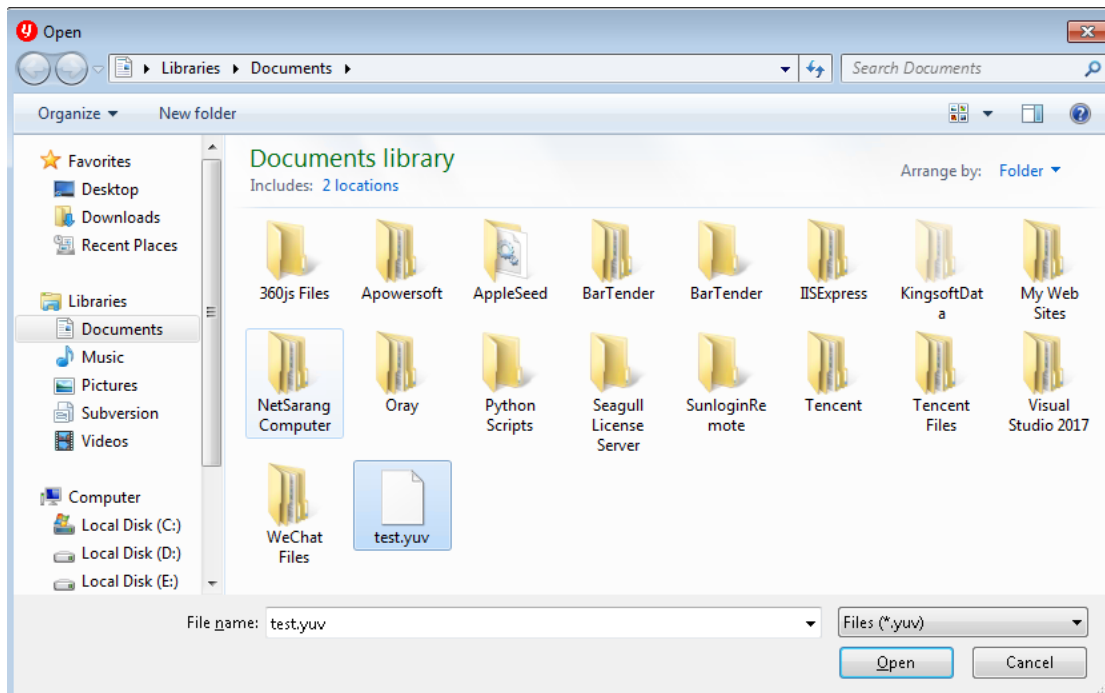 Open
Libraries
Documents
Search Documents
Organize
New folder
Favorites
Desktop
Downloads
Recent Places
Libraries
Documents
Music
Pictures
Subversion
Videos
Computer
Local Disk (C:)
Local Disk (D:)
Local Disk (E:)
Documents library
Includes: 2 locations
Arrange by: Folder
360js Files
Apowersoft
AppleSeed
BarTender
BarTender
IISExpress
KingsoftDat
a
My Web
Sites
NetSarang
Computer
Oray
Python
Scripts
Seagull
License
Server
SunloginRe
mote
Tencent
Tencent
Files
Visual
Studio 2017
WeChat
Files
test.yuv
File name: test.yuv
Files (*.yuv)
Open
Cancel